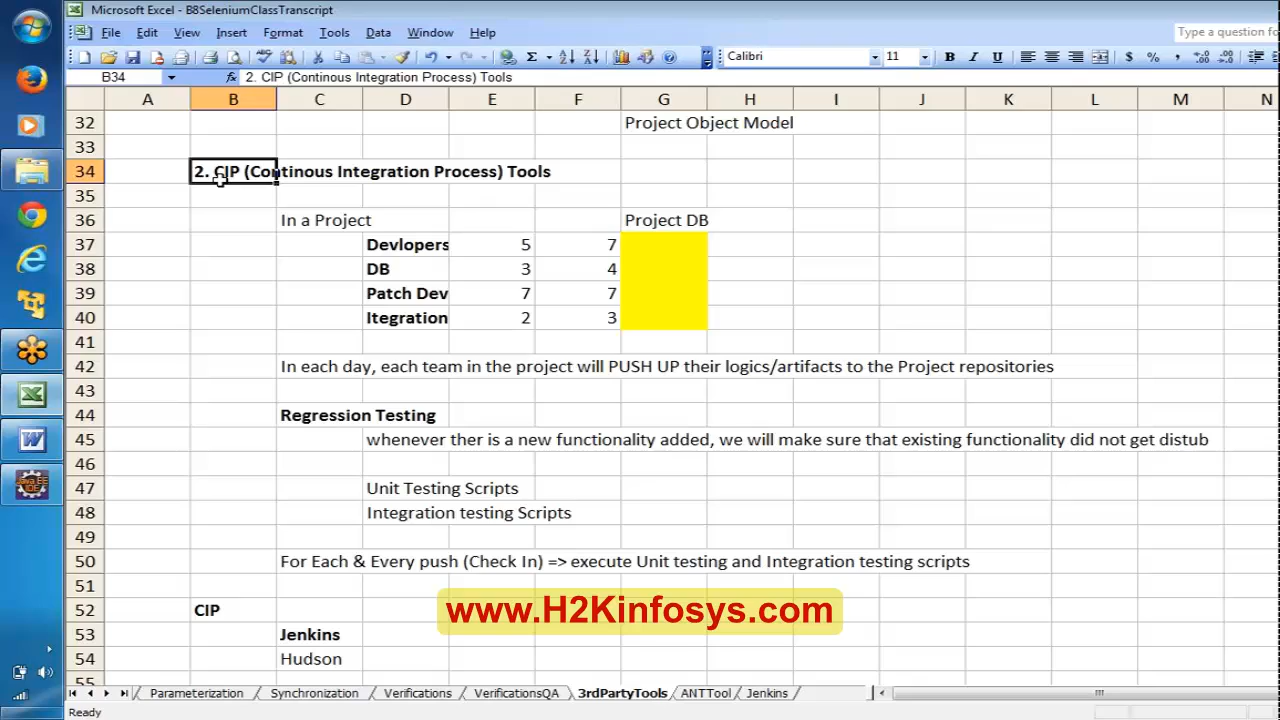 Microsoft Excel - B8SeleniumClassTranscript
File Edit View Insert Format Tools Data Window Help
Type a question fo
Calibri 11 B I U $ %
B34 fx 2. CIP (Continous Integration Process) Tools
A B C D E F G H I J K L M N
32 Project Object Model
33
34 2. CIP (Continous Integration Process) Tools
35
36 In a Project Project DB
37 Devlopers 5 7
38 DB 3 4
39 Patch Dev 7 7
40 Itegration 2 3
41
42 In each day, each team in the project will PUSH UP their logics/artifacts to the Project repositories
43
44 Regression Testing
45 whenever ther is a new functionality added, we will make sure that existing functionality did not get distub
46
47 Unit Testing Scripts
48 Integration testing Scripts
49
50 For Each & Every push (Check In) => execute Unit testing and Integration testing scripts
51
52 CIP
www.H2Kinfosys.com
53 Jenkins
54 Hudson
55
Parameterization Synchronization Verifications VerificationsQA 3rdPartyTools ANTTool Jenkins
Ready